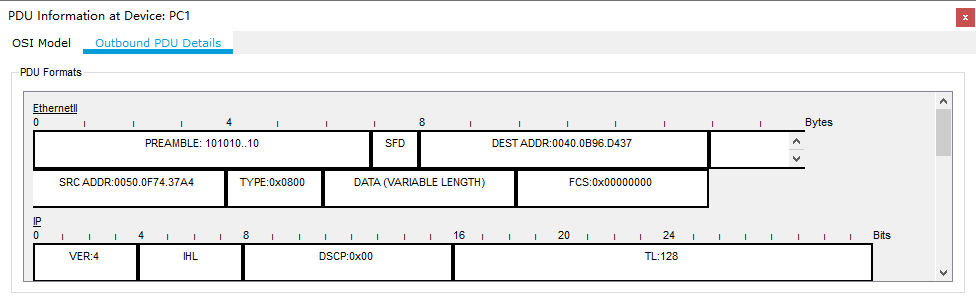 PDU Information at Device: PC1
x
OSI Model Outbound PDU Details
PDU Formats
EthernetII
0 4 8 Bytes
PREAMBLE: 101010..10 SFD DEST ADDR:0040.0B96.D437
SRC ADDR:0050.0F74.37A4 TYPE:0x0800 DATA (VARIABLE LENGTH) FCS:0x00000000
IP
0 4 8 16 20 24 Bits
VER:4 IHL DSCP:0x00 TL:128